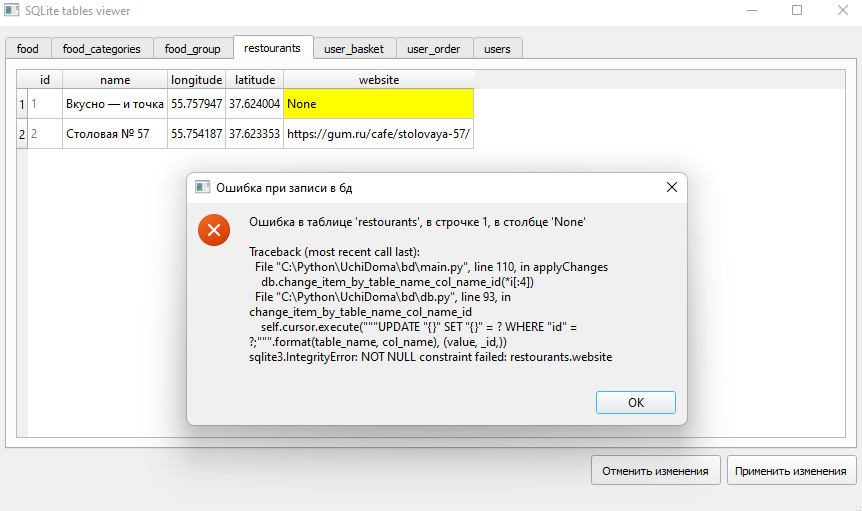 SQLite tables viewer
food food_categories food_group restourants user_basket user_order users
id name longitude latitude website
1 1 Вкусно — и точка 55.757947 37.624004 None
2 2 Столовая № 57 55.754187 37.623353 https://gum.ru/cafe/stolovaya-57/
Ошибка при записи в бд
Ошибка в таблице 'restourants', в строчке 1, в столбце 'None'
Traceback (most recent call last):
File "C:\Python\UchiDoma\bd\main.py", line 110, in applyChanges
db.change_item_by_table_name_col_name_id(*i[:4])
File "C:\Python\UchiDoma\bd\db.py", line 93, in
change_item_by_table_name_col_name_id
self.cursor.execute("""UPDATE "{}" SET "{}" = ? WHERE "id" =
?;""".format(table_name, col_name), (value, _id,))
sqlite3.IntegrityError: NOT NULL constraint failed: restourants.website
OK
Отменить изменения Применить изменения